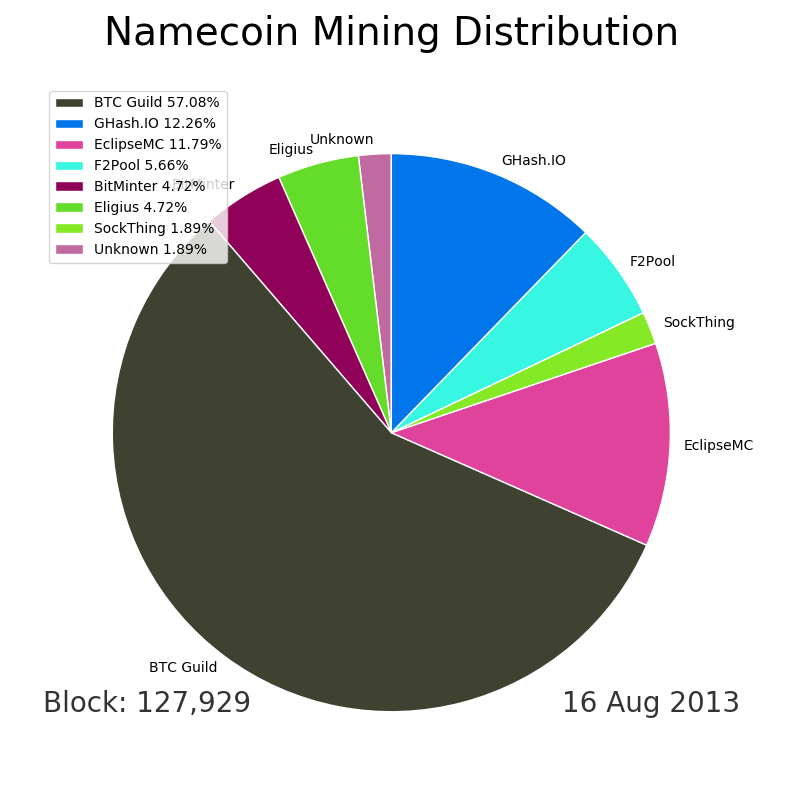 Namecoin Mining Distribution
BTC Guild 57.08%
GHash.IO 12.26%
EclipseMC 11.79%
F2Pool 5.66%
BitMinter 4.72%
Eligius 4.72%
SockThing 1.89%
Unknown 1.89%
Unknown
Eligius
GHash.IO
BitMinter
F2Pool
SockThing
EclipseMC
BTC Guild
Block: 127,929
16 Aug 2013